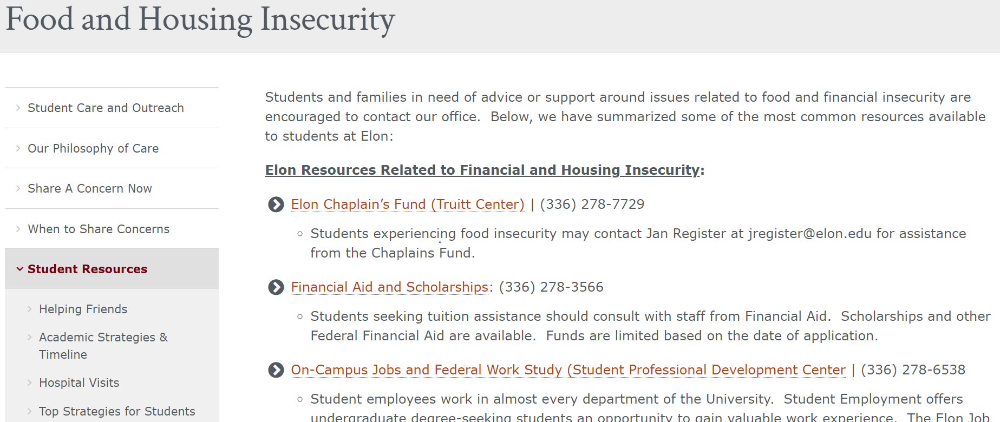 Food and Housing Insecurity
Student Care and Outreach
Our Philosophy of Care
Share A Concern Now
When to Share Concerns
Student Resources
Helping Friends
Academic Strategies &
Timeline
Hospital Visits
Top Strategies for Students
Students and families in need of advice or support around issues related to food and financial insecurity are
encouraged to contact our office.  Below, we have summarized some of the most common resources available
to students at Elon:
Elon Resources Related to Financial and Housing Insecurity:
Elon Chaplain’s Fund (Truitt Center) | (336) 278-7729
Students experiencing food insecurity may contact Jan Register at jregister@elon.edu for assistance
from the Chaplains Fund.
Financial Aid and Scholarships: (336) 278-3566
Students seeking tuition assistance should consult with staff from Financial Aid.  Scholarships and other
Federal Financial Aid are available.  Funds are limited based on the date of application.
On-Campus Jobs and Federal Work Study (Student Professional Development Center | (336) 278-6538
Student employees work in almost every department of the University.  Student Employment offers
undergraduate degree-seeking students an opportunity to gain valuable work experience.  The Elon Job